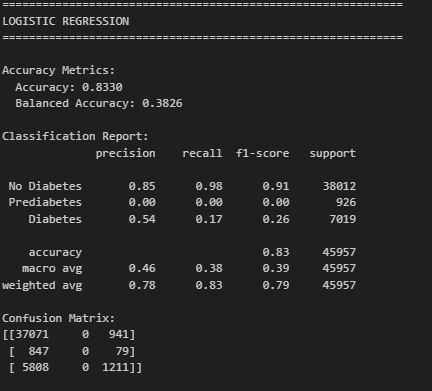 ============================================================
LOGISTIC REGRESSION
============================================================
Accuracy Metrics:
Accuracy: 0.8330
Balanced Accuracy: 0.3826
Classification Report:
precision recall f1-score support
No Diabetes 0.85 0.98 0.91 38012
Prediabetes 0.00 0.00 0.00 926
Diabetes 0.54 0.17 0.26 7019
accuracy 0.83 45957
macro avg 0.46 0.38 0.39 45957
weighted avg 0.78 0.83 0.79 45957
Confusion Matrix:
[[37071 0 941]
[ 847 0 79]
[ 5808 0 1211]]